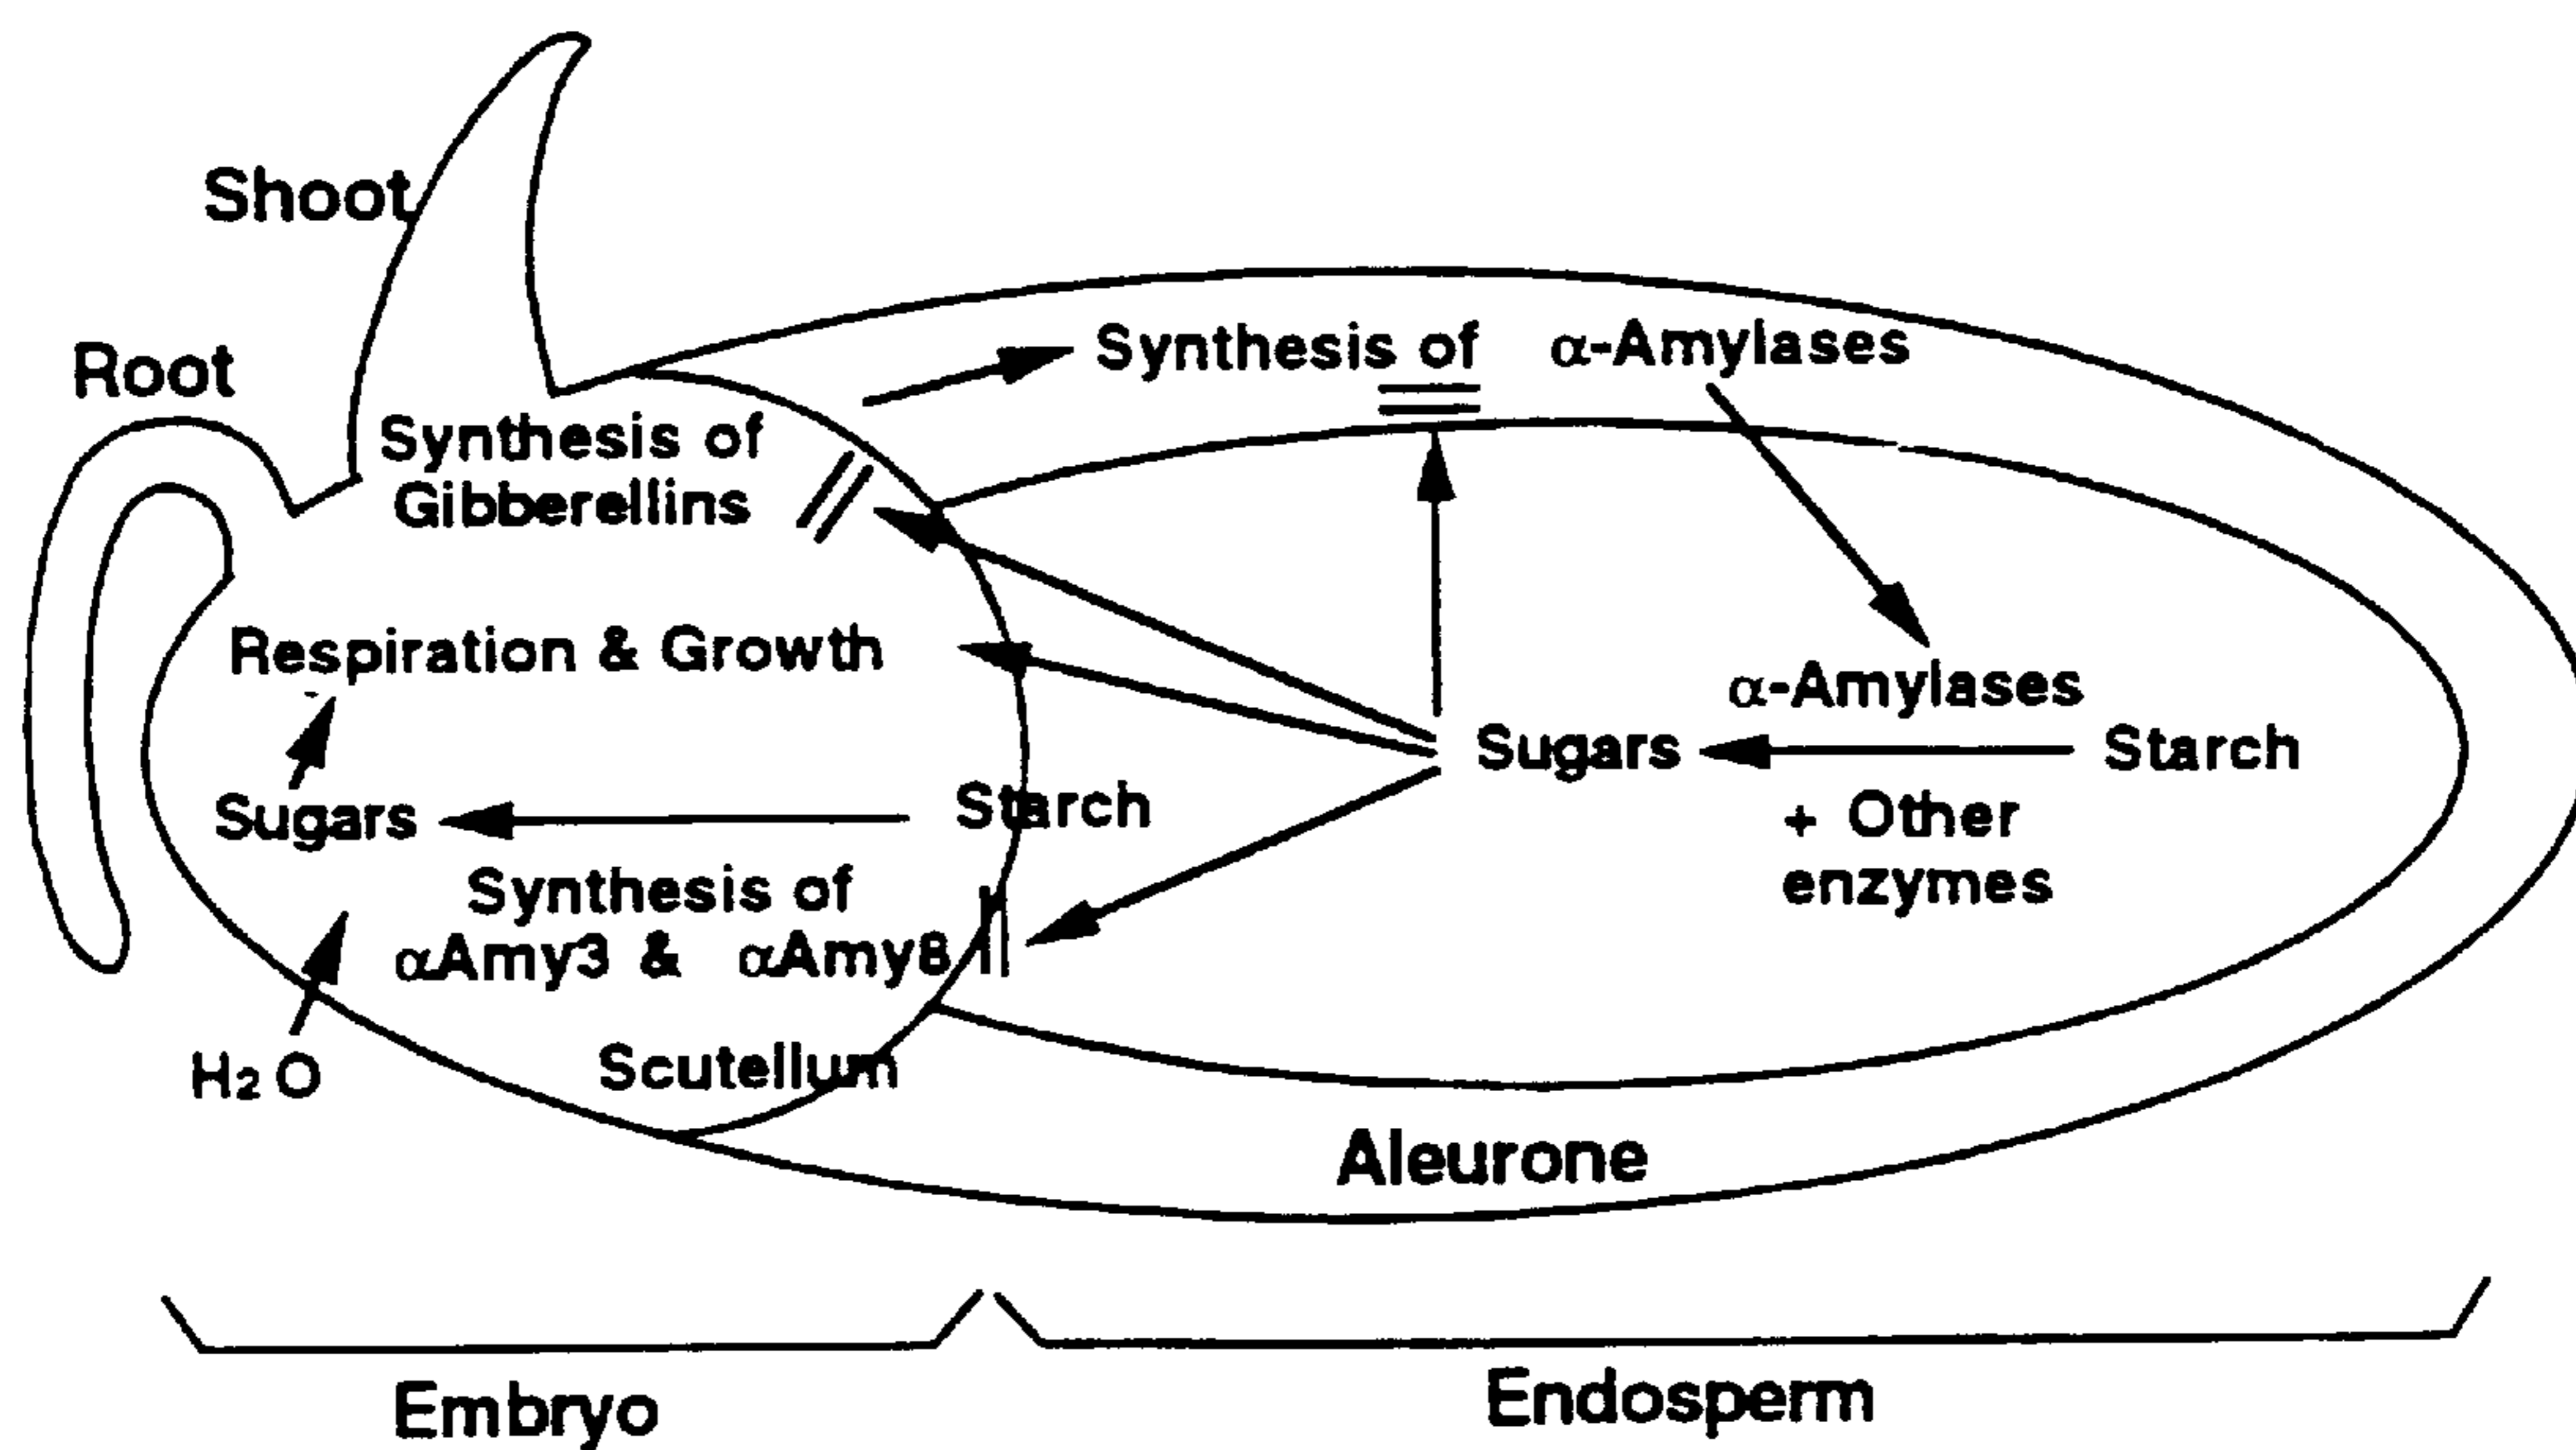 Shoot
Root
Synthesis of α-Amylases
Synthesis of
Gibberellins
Respiration & Growth
α-Amylases
Sugars
Starch
+ Other
enzymes
Sugars
Starch
Synthesis of
αAmy3 & αAmy8
H₂O
Scutellum
Aleurone
Embryo
Endosperm